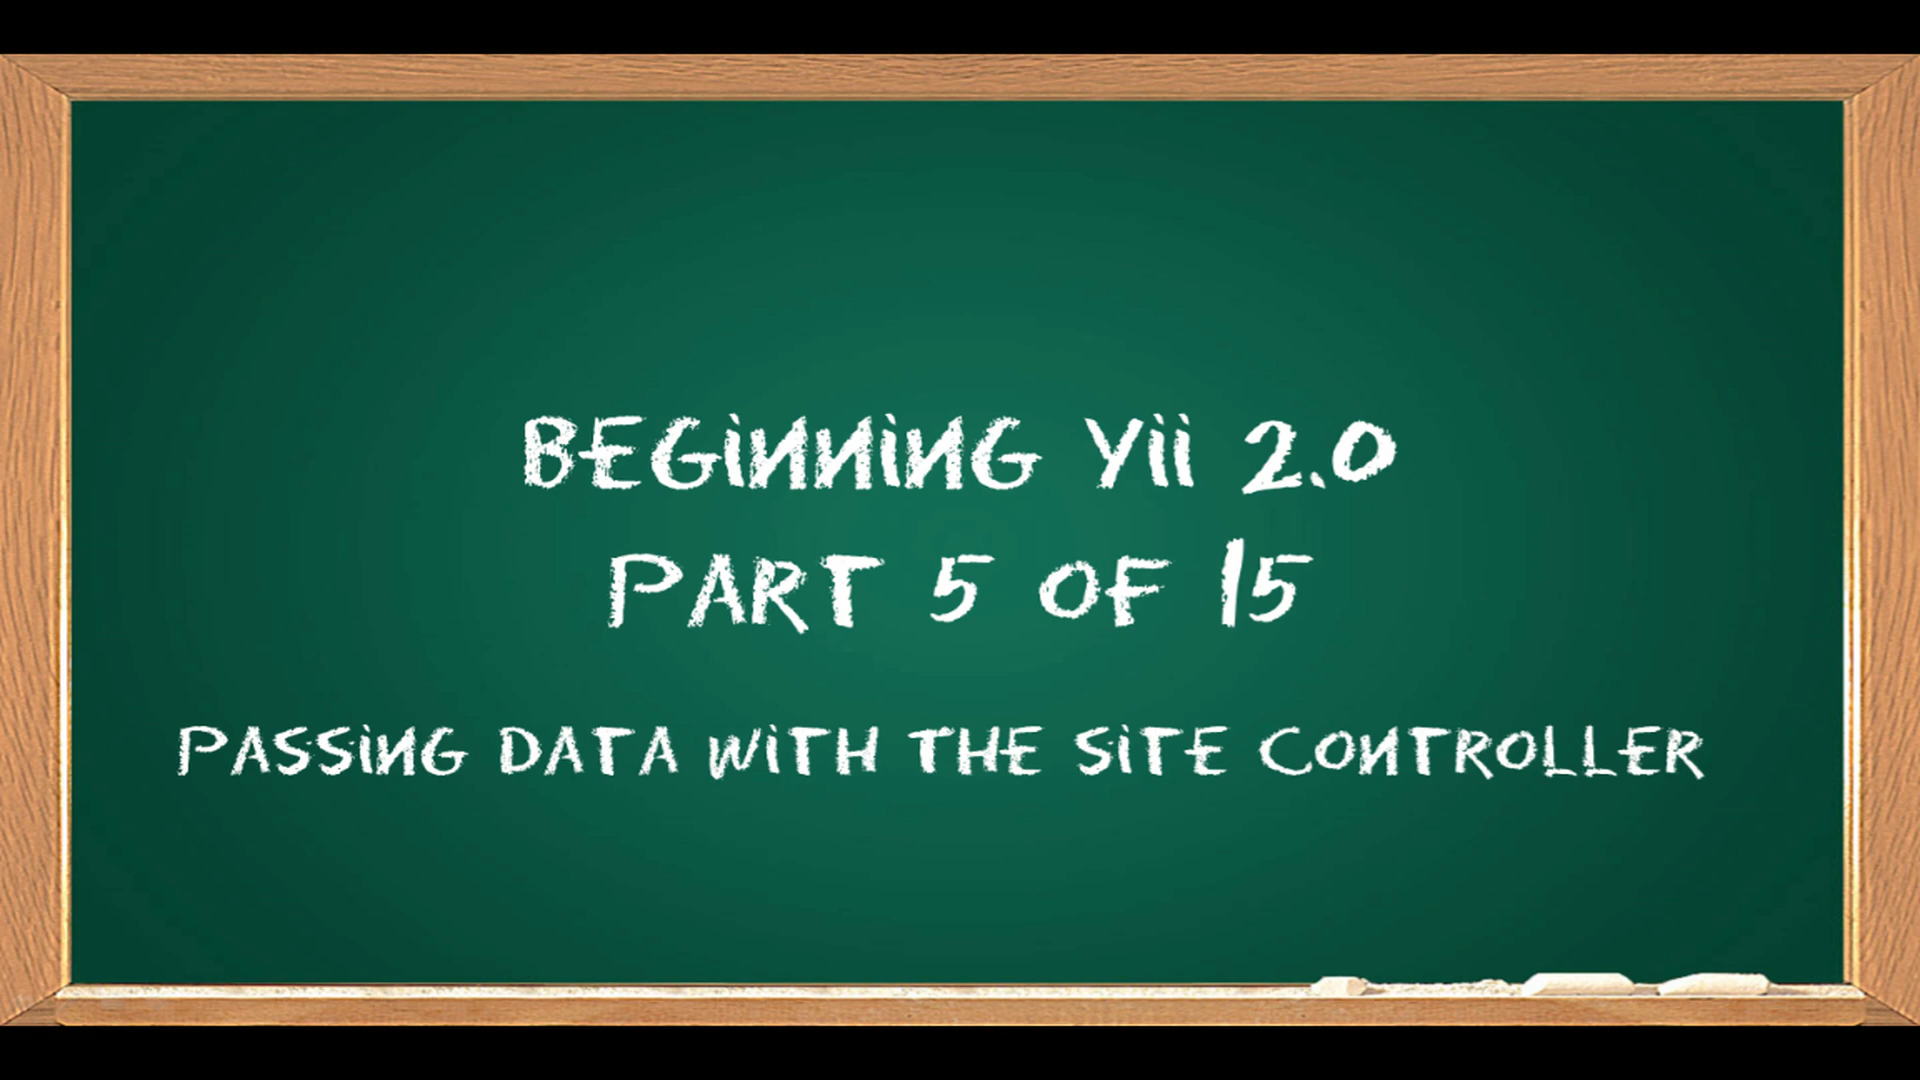 BEGiNNiNG Yii 2.0
PART 5 OF 15
PASSiNG DATA WiTH THE SiTE CONTROLLER